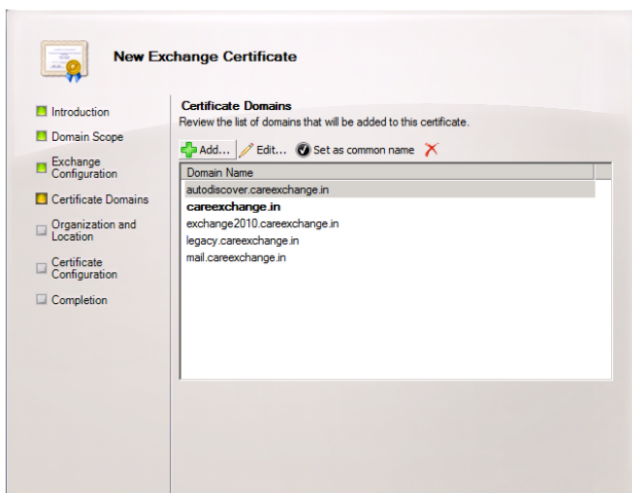 New Exchange Certificate
Introduction
Domain Scope
Exchange
Configuration
Certificate Domains
Organization and
Location
Certificate
Configuration
Completion
Certificate Domains
Review the list of domains that will be added to this certificate.
Add... Edit... Set as common name
Domain Name
autodiscover.careexchange.in
careexchange.in
exchange2010.careexchange.in
legacy.careexchange.in
mail.careexchange.in